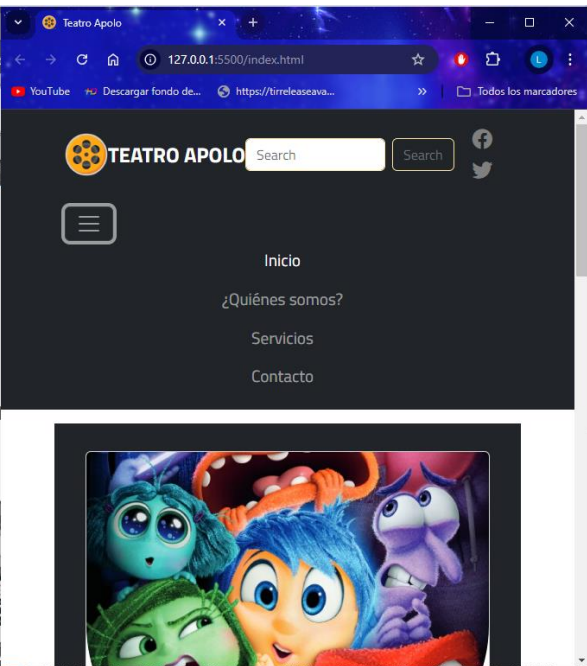 Teatro Apolo
127.0.0.1:5500/index.html
L
YouTube Descargar fondo de... https://tirreleaseava... Todos los marcadores
TEATRO APOLO Search Search
Inicio
¿Quiénes somos?
Servicios
Contacto